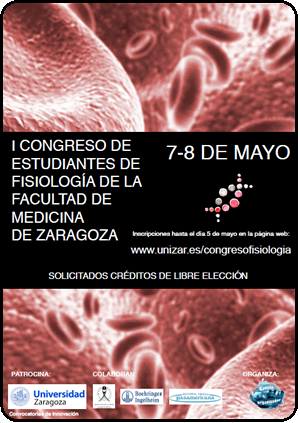 I CONGRESO DE
ESTUDIANTES DE
FISIOLOGÍA DE LA
FACULTAD DE
MEDICINA
DE ZARAGOZA
7-8 DE MAYO
Inscripciones hasta el día 5 de mayo en la página web:
www.unizar.es/congresofisiologia
SOLICITADOS CRÉDITOS DE LIBRE ELECCIÓN
PATROCINA:
COLABORAN:
ORGANIZA:
Universidad
Zaragoza
Boehringer
Ingelheim
panamericana
Convocatorias de innovación